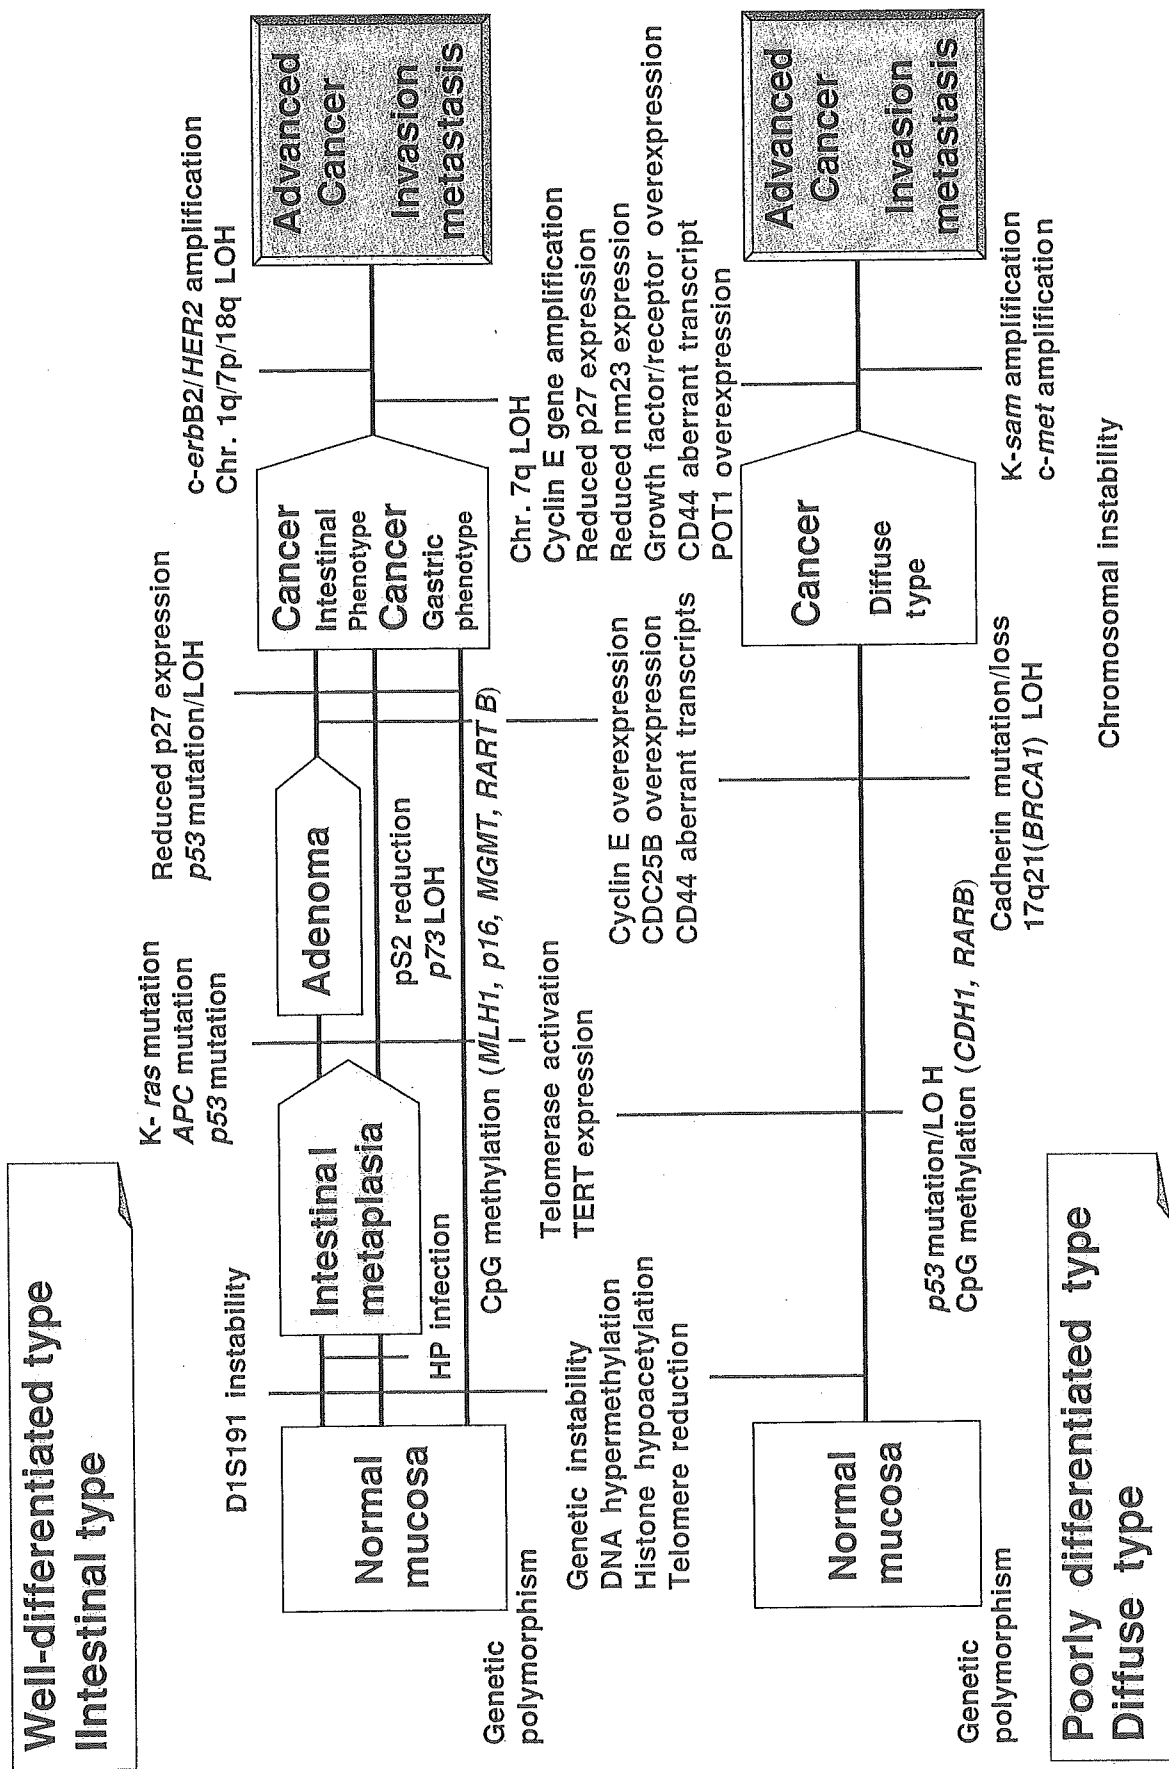 Well-differentiated type
IIntestinal type
K- ras mutation
APC mutation
p53 mutation
Reduced p27 expression
p53 mutation/LOH
c-erbB2/HER2 amplification
Chr. 1q/7p/18q LOH
D1S191 instability
Normal
mucosa
Intestinal
metaplasia
Adenoma
Cancer
Intestinal
Phenotype
Cancer
Gastric
phenotype
Advanced
Cancer
Invasion
metastasis
HP infection
pS2 reduction
p73 LOH
CpG methylation (MLH1, p16, MGMT, RART B)
Genetic
polymorphism
Telomerase activation
TERT expression
Genetic instability
DNA hypermethylation
Histone hypoacetylation
Telomere reduction
Cyclin E overexpression
CDC25B overexpression
CD44 aberrant transcripts
Chr. 7q LOH
Cyclin E gene amplification
Reduced p27 expression
Reduced nm23 expression
Growth factor/receptor overexpression
CD44 aberrant transcript
POT1 overexpression
Normal
mucosa
Cancer
Diffuse
type
Advanced
Cancer
Invasion
metastasis
Genetic
polymorphism
p53 mutation/LO H
CpG methylation (CDH1, RARB)
Cadherin mutation/loss
17q21(BRCA1) LOH
K-sam amplification
c-met amplification
Chromosomal instability
Poorly differentiated type
Diffuse type